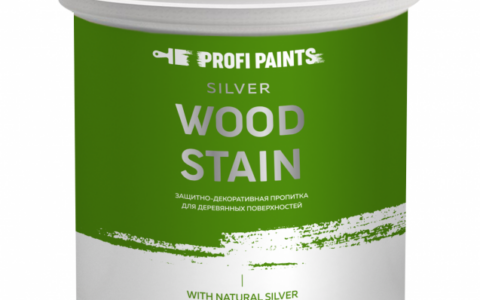 PROFI PAINTS
SILVER
WOOD
STAIN
ЗАЩИТНО-ДЕКОРАТИВНАЯ ПРОПИТКА
ДЛЯ ДЕРЕВЯННЫХ ПОВЕРХНОСТЕЙ
WITH NATURAL SILVER